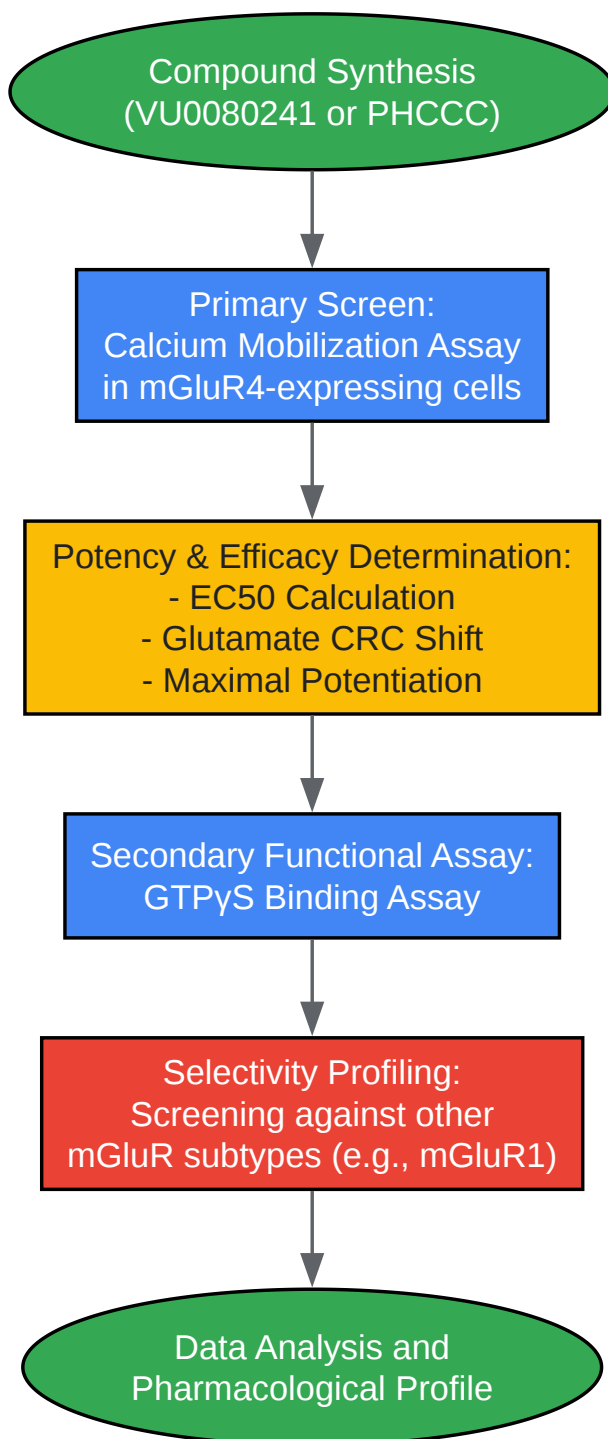 Compound Synthesis
(VU0080241 or PHCCC)
Primary Screen:
Calcium Mobilization Assay
in mGluR4-expressing cells
Potency & Efficacy Determination:
- EC50 Calculation
- Glutamate CRC Shift
- Maximal Potentiation
Secondary Functional Assay:
GTPγS Binding Assay
Selectivity Profiling:
Screening against other
mGluR subtypes (e.g., mGluR1)
Data Analysis and
Pharmacological Profile